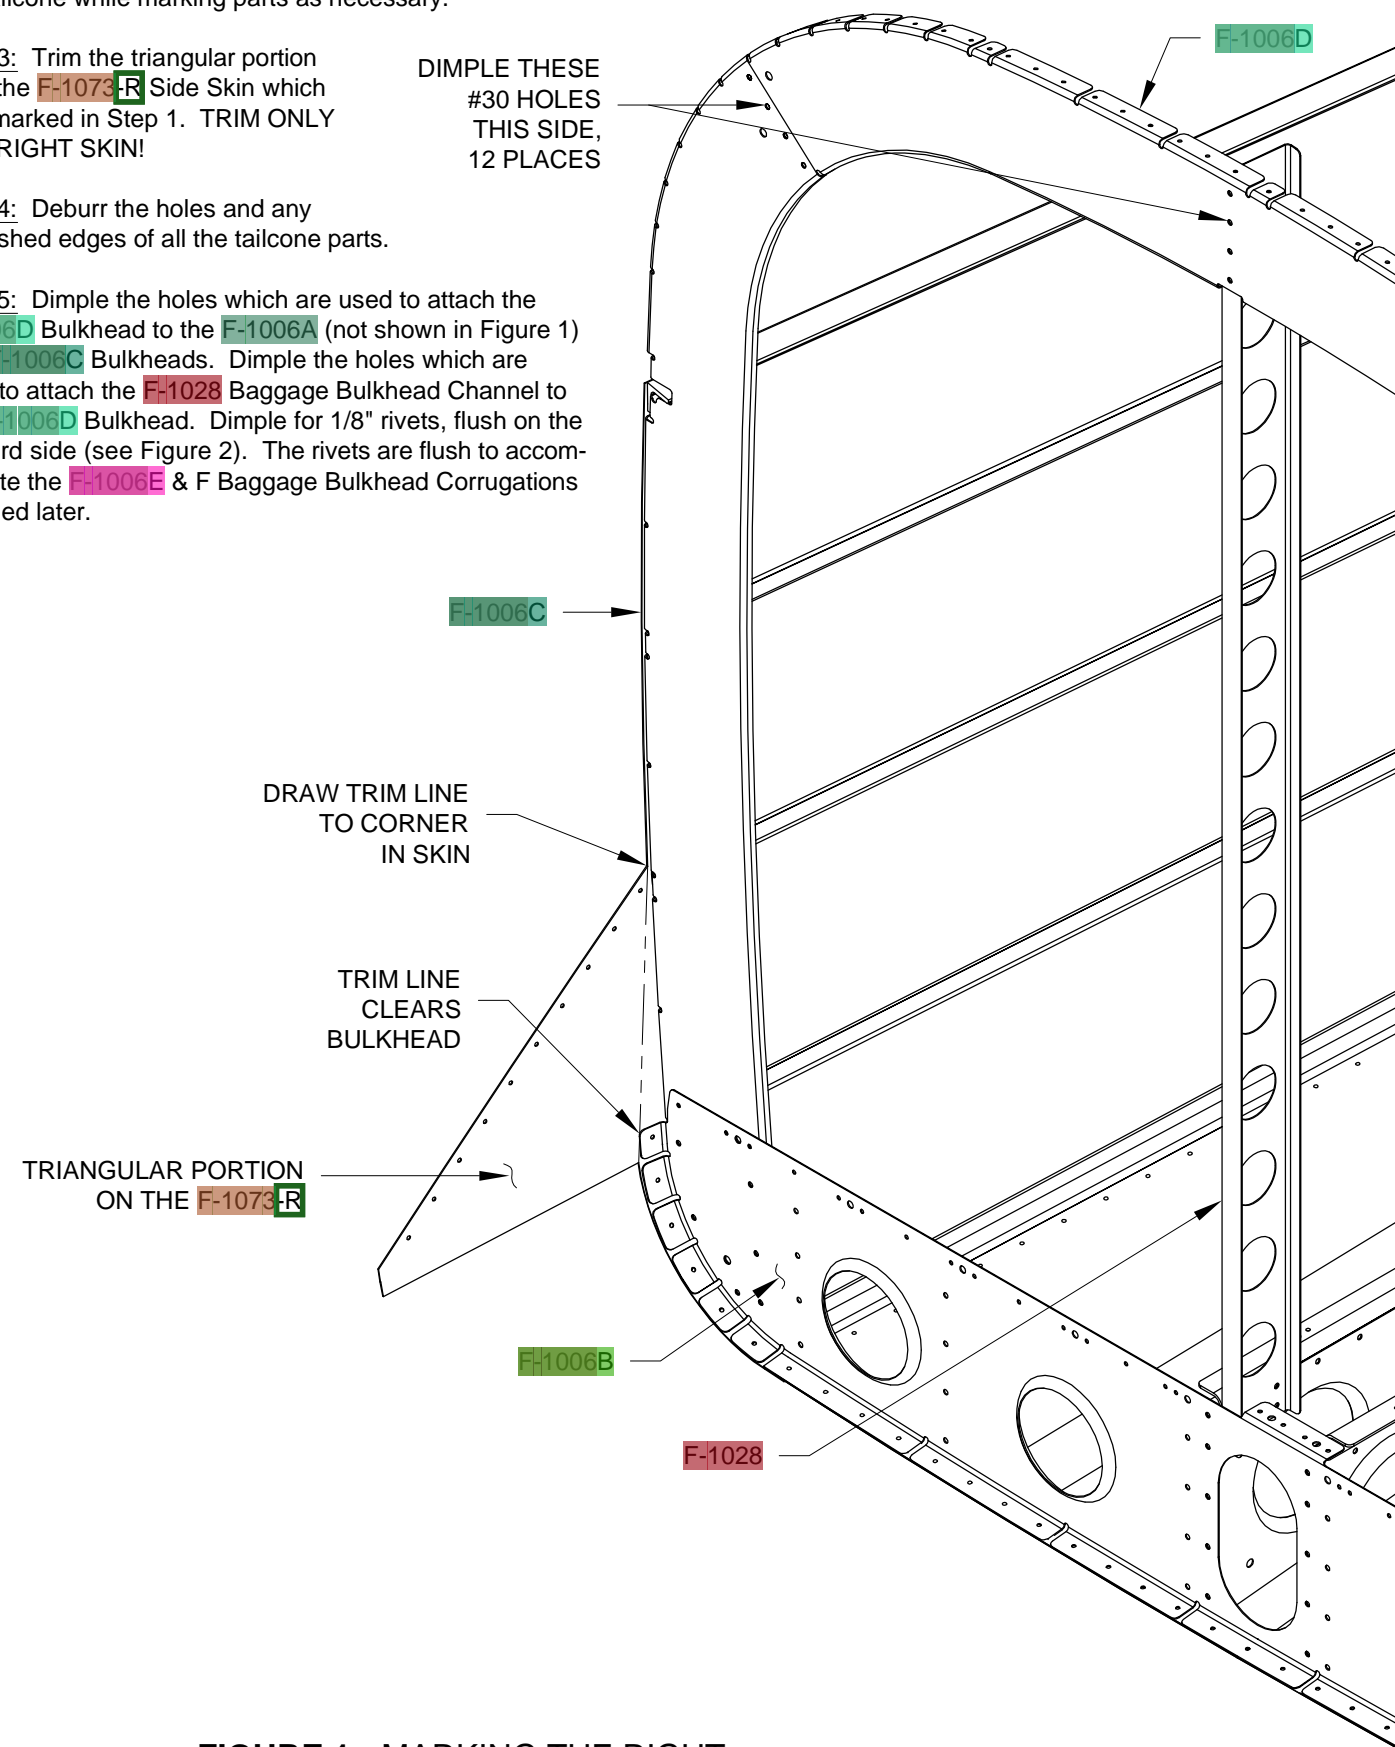 ilcone while marking parts as necessary.
3: Trim the triangular portion
the F-1073-R Side Skin which
marked in Step 1. TRIM ONLY
RIGHT SKIN!
4: Deburr the holes and any
shed edges of all the tailcone parts.
5: Dimple the holes which are used to attach the
6D Bulkhead to the F-1006A (not shown in Figure 1)
F-1006C Bulkheads. Dimple the holes which are
to attach the F-1028 Baggage Bulkhead Channel to
-1006D Bulkhead. Dimple for 1/8" rivets, flush on the
rd side (see Figure 2). The rivets are flush to accom-
te the F-1006E & F Baggage Bulkhead Corrugations
ed later.
DIMPLE THESE
#30 HOLES
THIS SIDE,
12 PLACES
F-1006D
F-1006C
DRAW TRIM LINE
TO CORNER
IN SKIN
TRIM LINE
CLEARS
BULKHEAD
TRIANGULAR PORTION
ON THE F-1073-R
F-1006B
F-1028
FIGURE 1: MARKING THE RIGHT